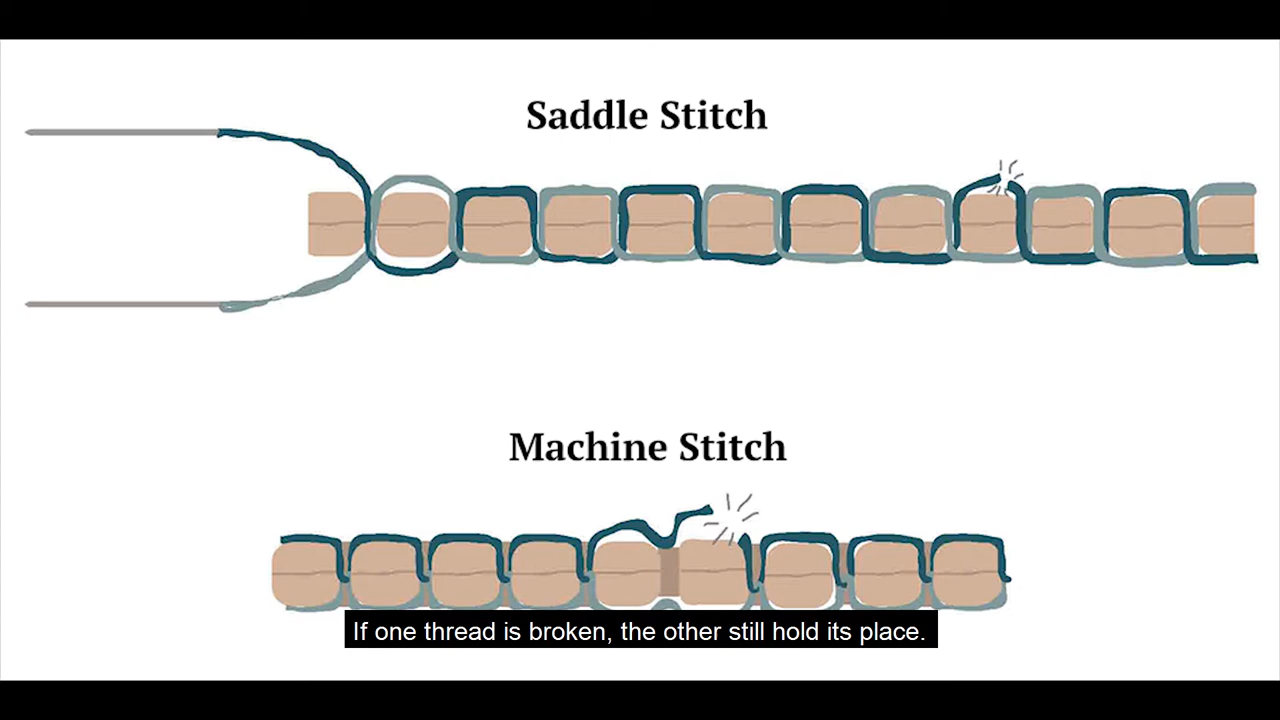 Saddle Stitch
Machine Stitch
If one thread is broken, the other still hold its place.